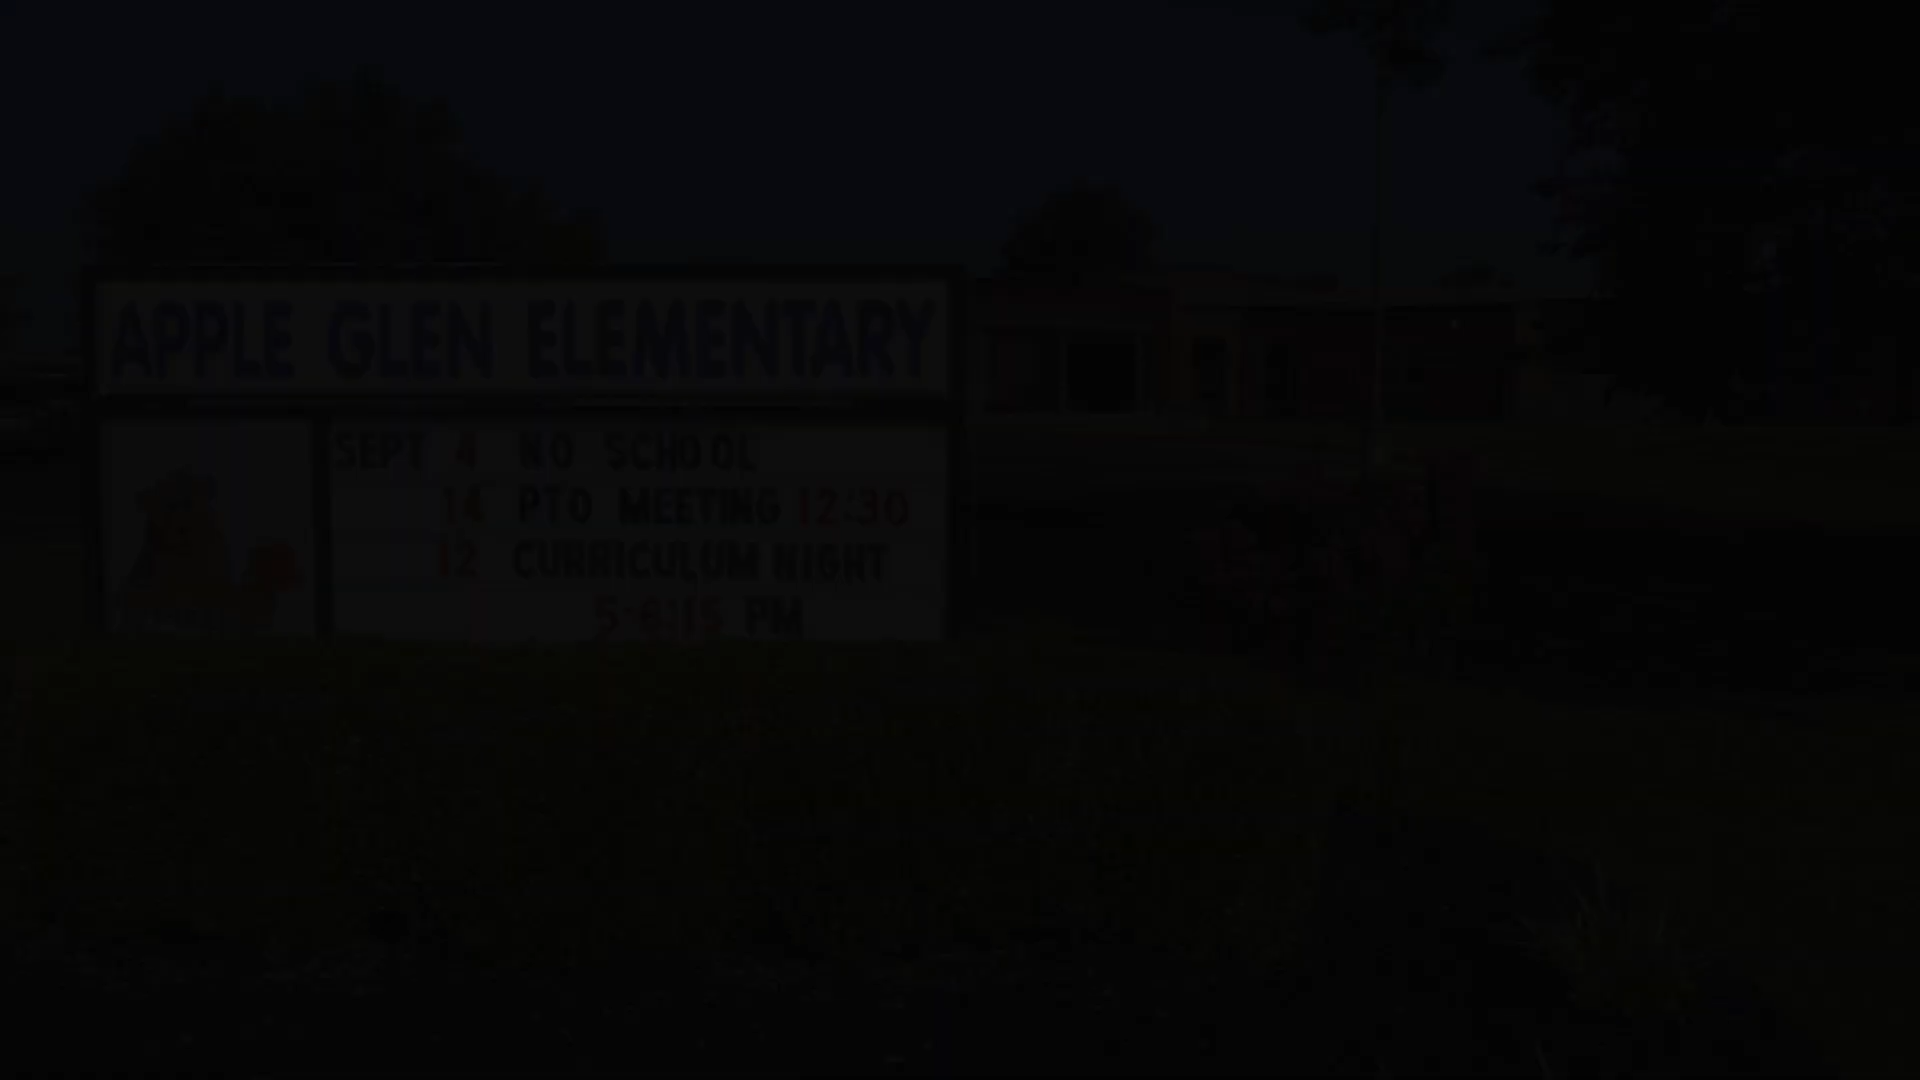 APPLE GLEN ELEMENTARY
SEPT 4 NO SCHOOL
14 PTO MEETING 12:30
12 CURRICULUM NIGHT
5:6:15 PM